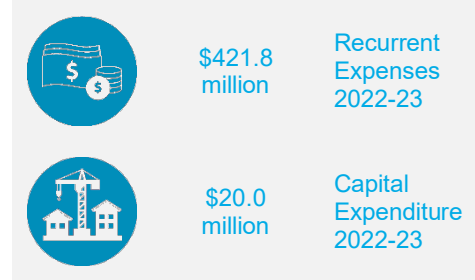 $
$
$421.8
million
Recurrent
Expenses
2022-23
$20.0
million
Capital
Expenditure
2022-23